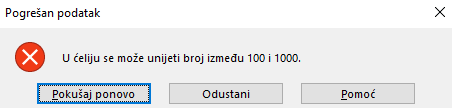 Pogrešan podatak
U ćeliju se može unijeti broj između 100 i 1000.
Pokušaj ponovo
Odustani
Pomoć